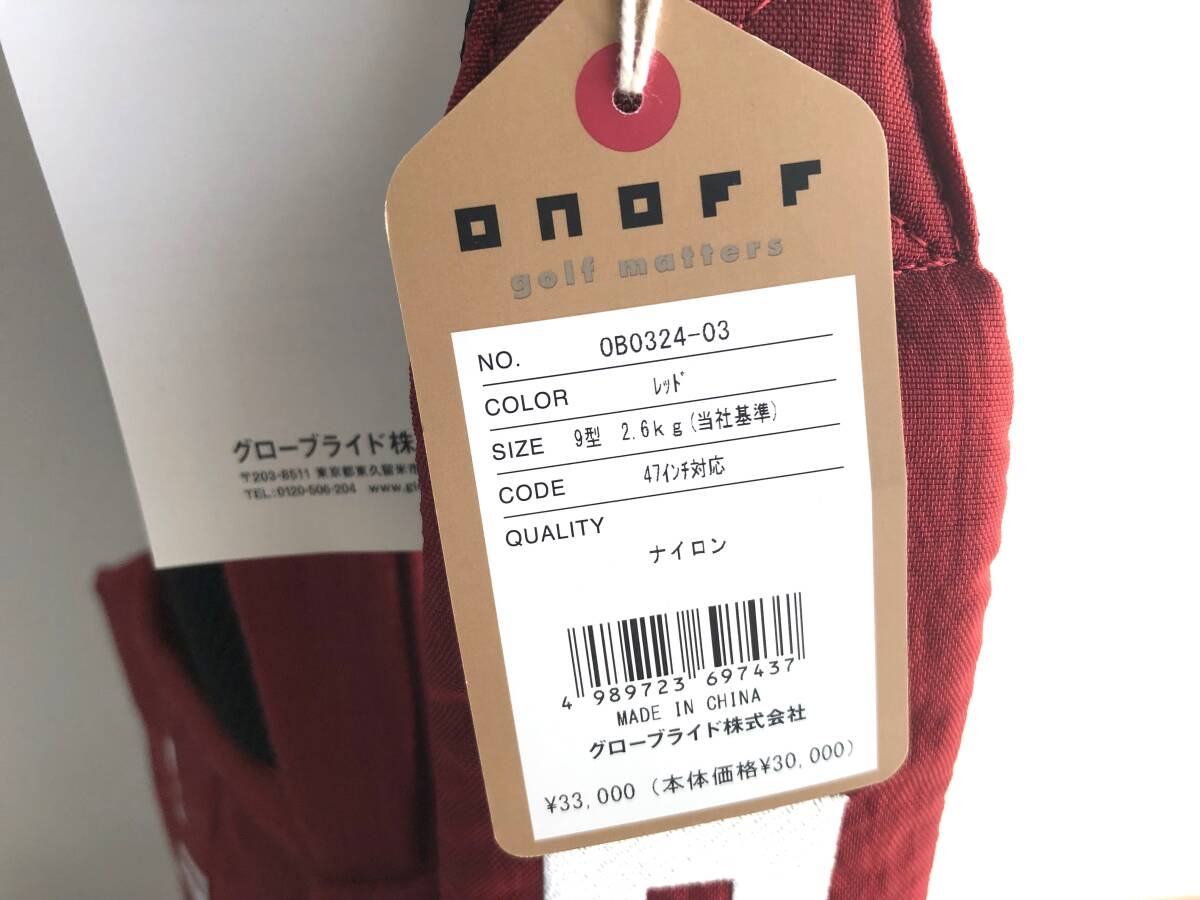 onoff
golf matters
NO. OB0324-03
COLOR ﾚｯﾄﾞ
SIZE 9型 2.6kg(当社基準)
CODE 47ｲﾝﾁ対応
QUALITY
ナイロン
4 989723 697437
MADE IN CHINA
グローブライド株式会社
¥33,000 (本体価格¥30,000)
グローブライド株
〒203-8511 東京都東久留米市
TEL:0120-506-204